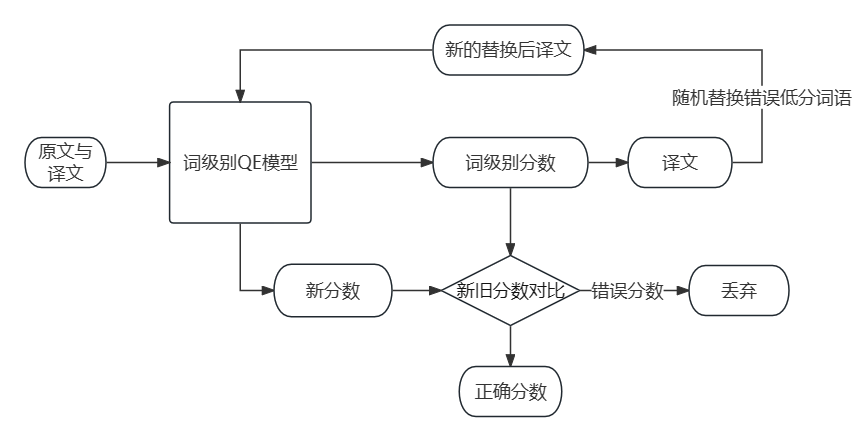 新的替换后译文
随机替换错误低分词语
原文与
译文
词级别QE模型
词级别分数
译文
新分数
新旧分数对比
错误分数
丢弃
正确分数